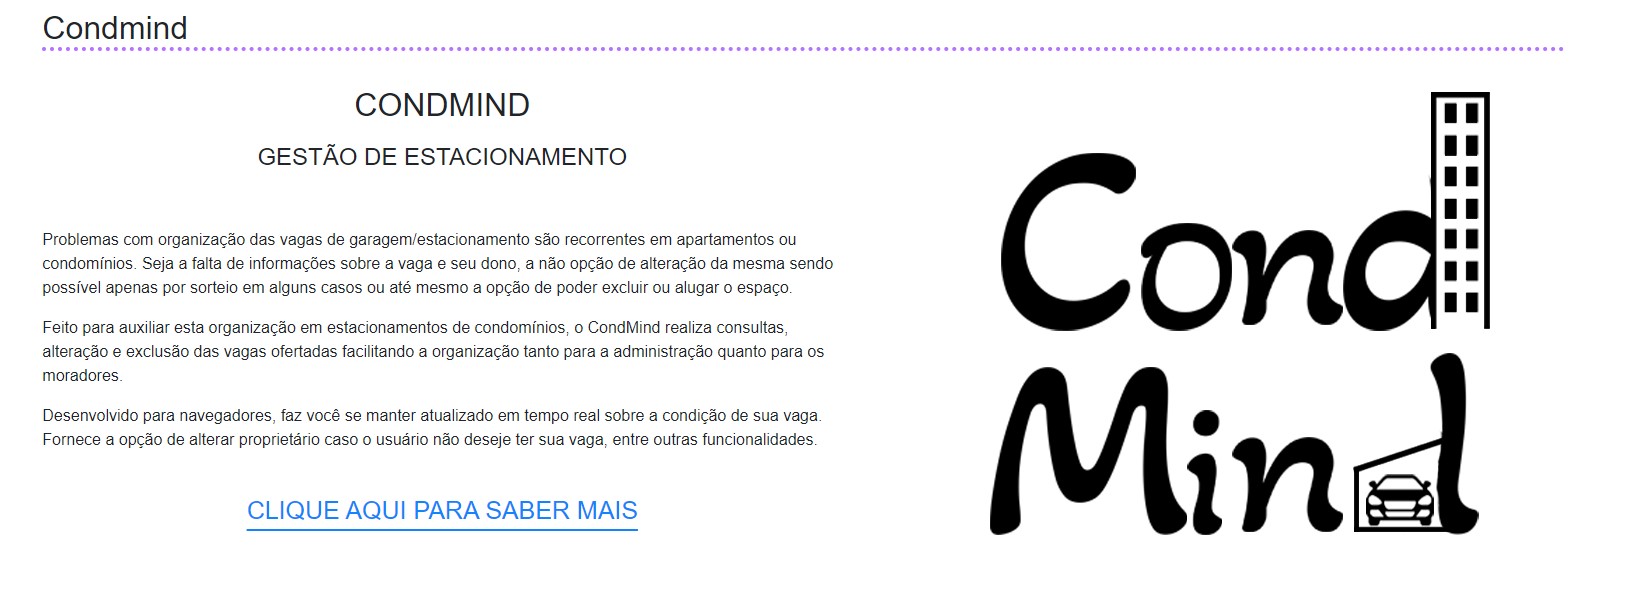 Condmind
CONDMIND
GESTÃO DE ESTACIONAMENTO
Problemas com organização das vagas de garagem/estacionamento são recorrentes em apartamentos ou
condomínios. Seja a falta de informações sobre a vaga e seu dono, a não opção de alteração da mesma sendo
possível apenas por sorteio em alguns casos ou até mesmo a opção de poder excluir ou alugar o espaço.
Feito para auxiliar esta organização em estacionamentos de condomínios, o CondMind realiza consultas,
alteração e exclusão das vagas ofertadas facilitando a organização tanto para a administração quanto para os
moradores.
Desenvolvido para navegadores, faz você se manter atualizado em tempo real sobre a condição de sua vaga.
Fornece a opção de alterar proprietário caso o usuário não deseje ter sua vaga, entre outras funcionalidades.
CLIQUE AQUI PARA SABER MAIS
Cond
Mind